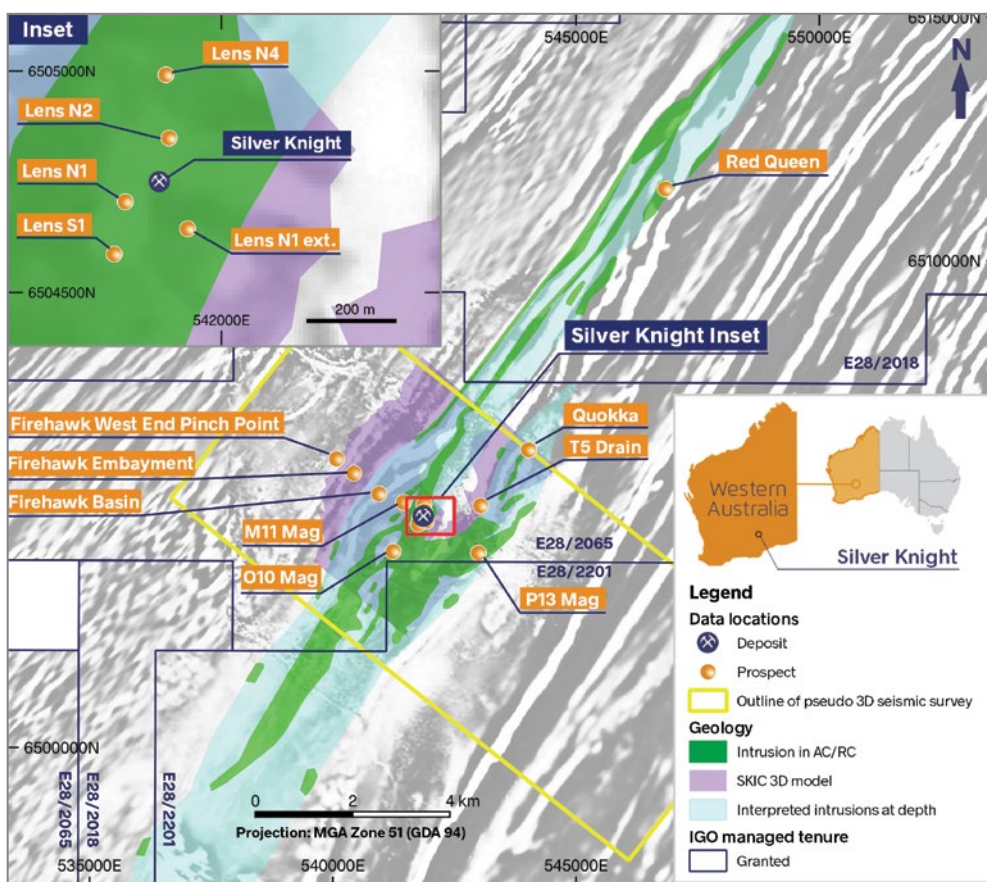 Inset
6505000N
Lens N4
Lens N2
Silver Knight
Lens N1
Lens S1
Lens N1 ext.
6504500N
542000E
200 m
545000E
550000E
6515000N
N
Red Queen
6510000N
Silver Knight Inset
E28/2018
Firehawk West End Pinch Point
Firehawk Embayment
Firehawk Basin
M11 Mag
O10 Mag
Quokka
T5 Drain
E28/2065
E28/2201
P13 Mag
6500000N
E28/2065
E28/2018
E28/2201
0 2 4 km
Projection: MGA Zone 51 (GDA 94)
535000E
540000E
545000E
Western
Australia
Silver Knight
Legend
Data locations
Deposit
Prospect
Outline of pseudo 3D seismic survey
Geology
Intrusion in AC/RC
SKIC 3D model
Interpreted intrusions at depth
IGO managed tenure
Granted